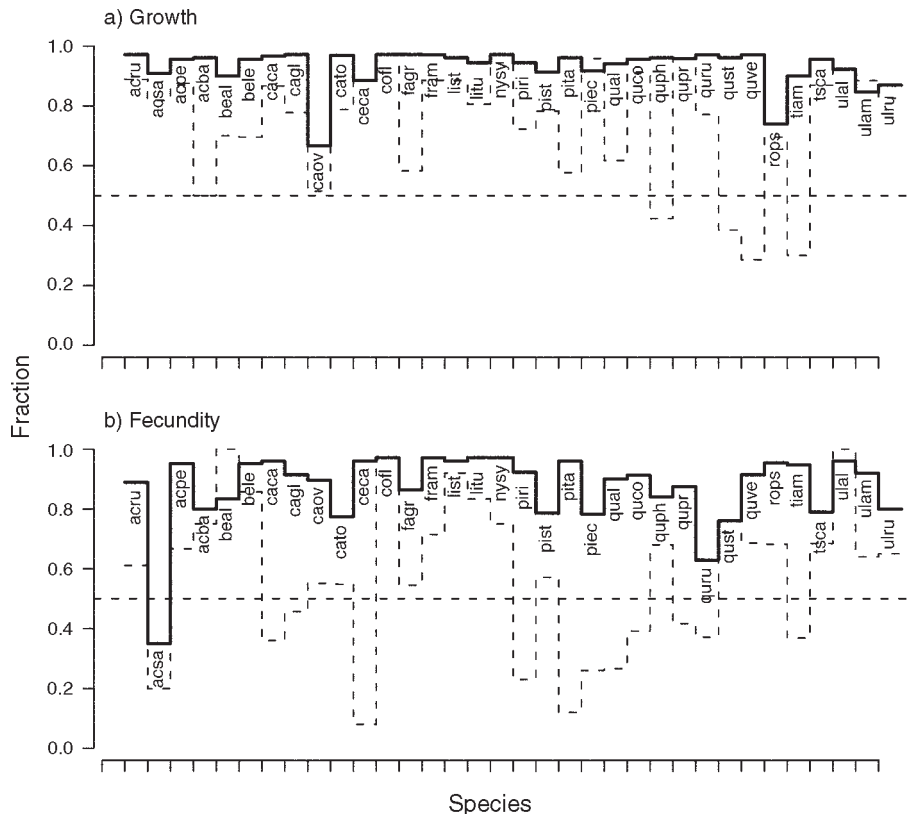 a) Growth
1.0
0.8
0.6
0.4
0.2
0.0
acru
acsa
acpe
acba
beal
bele
caca
cagl
caov
cato
ceca
cofl
fagr
fram
list
litu
nysy
piri
pist
pita
piec
qual
quco
quph
qupr
quru
qust
quve
rops
tiam
tsca
ulal
ulam
ulru
Fraction
b) Fecundity
1.0
0.8
0.6
0.4
0.2
0.0
acru
acsa
acpe
acba
beal
bele
caca
cagl
caov
cato
ceca
cofl
fagr
fram
list
litu
nysy
piri
pist
pita
piec
qual
quco
quph
qupr
quru
qust
quve
rops
tiam
tsca
ulal
ulam
ulru
Species